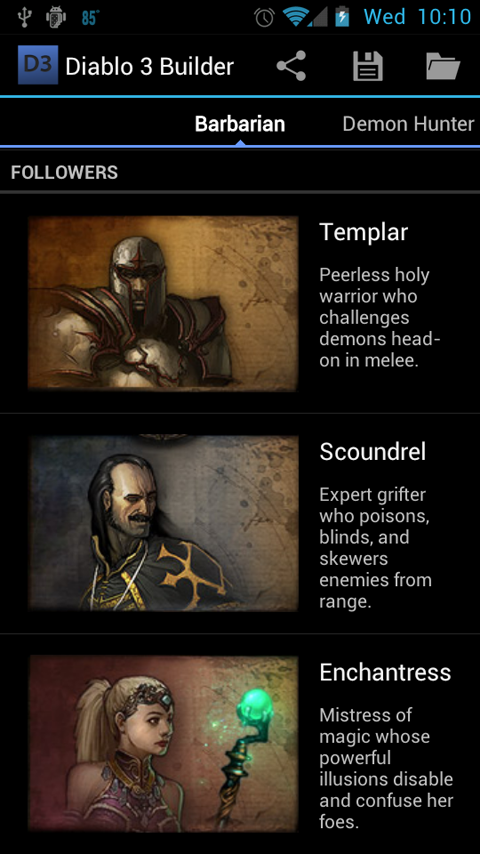 85° Wed 10:10
D3 Diablo 3 Builder
Barbarian Demon Hunter
FOLLOWERS
Templar
Peerless holy
warrior who
challenges
demons head-
on in melee.
Scoundrel
Expert grifter
who poisons,
blinds, and
skewers
enemies from
range.
Enchantress
Mistress of
magic whose
powerful
illusions disable
and confuse her
foes.